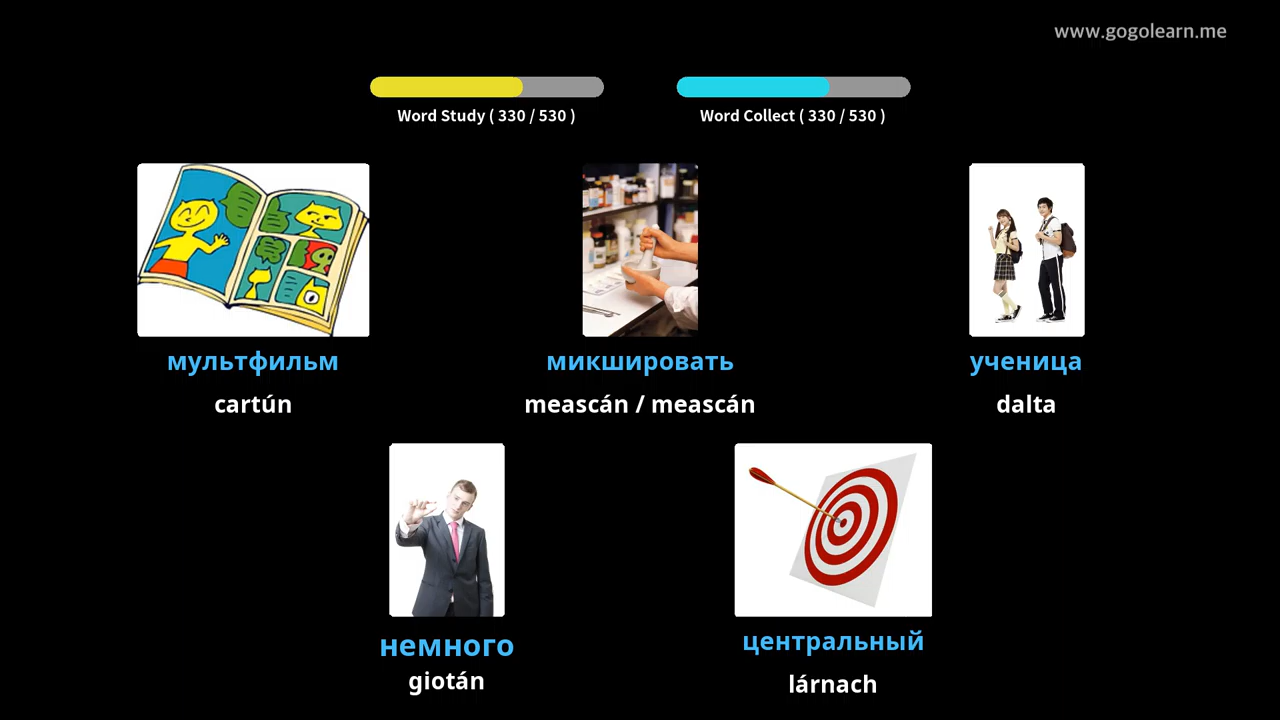 www.gogolearn.me
Word Study ( 330 / 530 )
Word Collect ( 330 / 530 )
мультфильм
микшировать
ученица
cartún
meascán / meascán
dalta
немного
центральный
giotán
lárnach